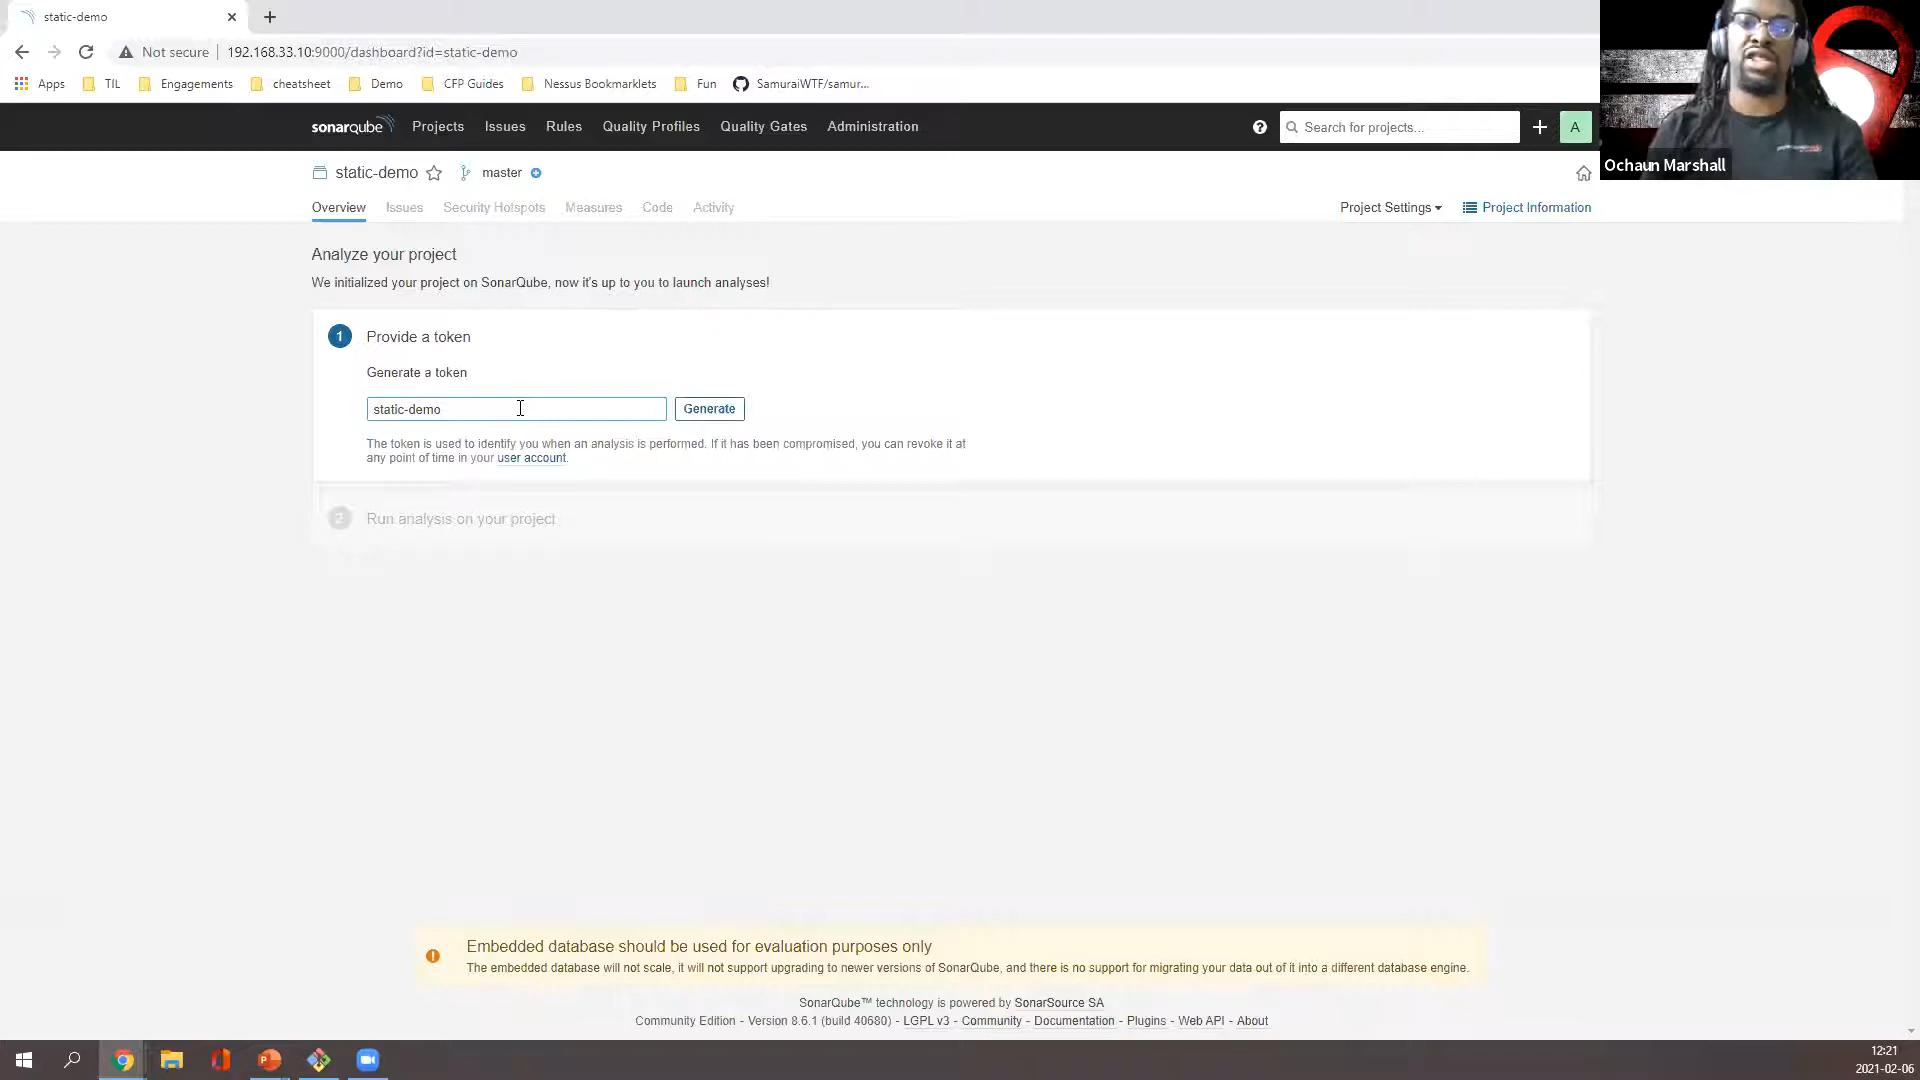 static-demo
Not secure
192.168.33.10:9000/dashboard?id=static-demo
Apps
TIL
Engagements
cheatsheet
Demo
CFP Guides
Nessus Bookmarklets
Fun
SamuraiWTF/samur...
sonarqube
Projects
Issues
Rules
Quality Profiles
Quality Gates
Administration
Search for projects...
A
Ochaun Marshall
static-demo
master
Overview
Issues
Security Hotspots
Measures
Code
Activity
Project Settings
Project Information
Analyze your project
We initialized your project on SonarQube, now it's up to you to launch analyses!
1
Provide a token
Generate a token
static-demo
Generate
The token is used to identify you when an analysis is performed. If it has been compromised, you can revoke it at
any point of time in your user account.
2
Run analysis on your project
Embedded database should be used for evaluation purposes only
The embedded database will not scale, it will not support upgrading to newer versions of SonarQube, and there is no support for migrating your data out of it into a different database engine.
SonarQube™ technology is powered by SonarSource SA
Community Edition - Version 8.6.1 (build 40680) - LGPL v3 - Community - Documentation - Plugins - Web API - About
12:21
2021-02-06